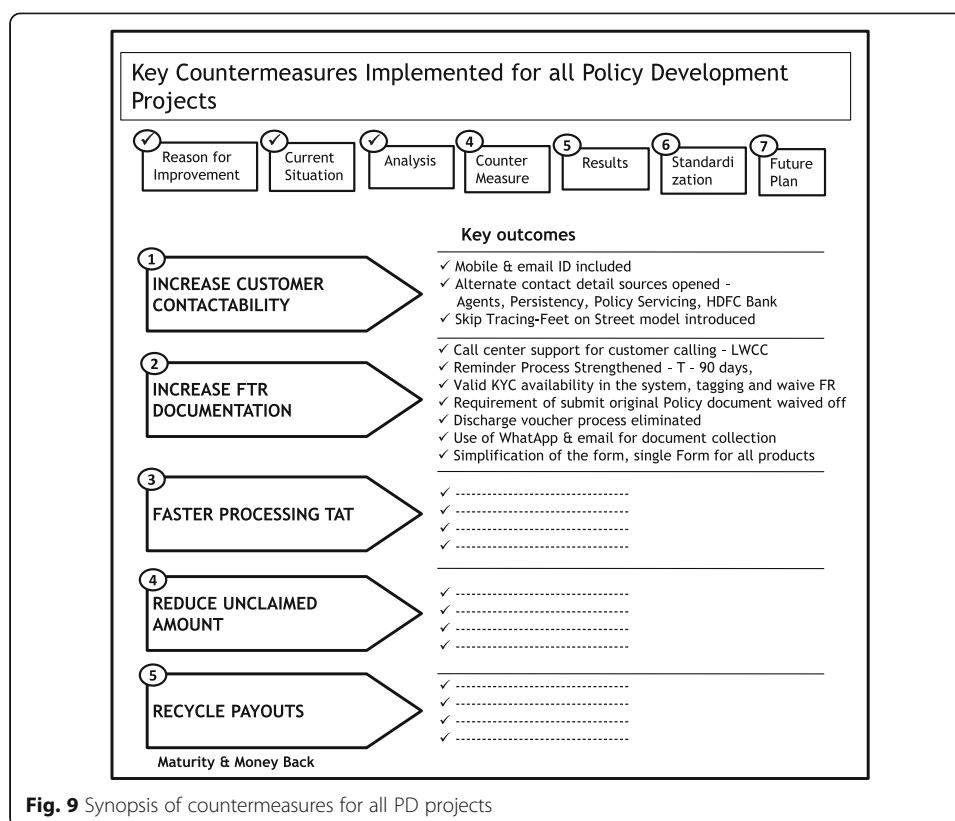 Key Countermeasures Implemented for all Policy Development
Projects
✓ Reason for
Improvement
✓ Current
Situation
✓ Analysis
4 Counter
Measure
5 Results
6 Standardi
zation
7 Future
Plan
Key outcomes
1
INCREASE CUSTOMER
CONTACTABILITY
✓ Mobile & email ID included
✓ Alternate contact detail sources opened -
Agents, Persistency, Policy Servicing, HDFC Bank
✓ Skip Tracing-Feet on Street model introduced
2
INCREASE FTR
DOCUMENTATION
✓ Call center support for customer calling - LWCC
✓ Reminder Process Strengthened - T - 90 days,
✓ Valid KYC availability in the system, tagging and waive FR
✓ Requirement of submit original Policy document waived off
✓ Discharge voucher process eliminated
✓ Use of WhatApp & email for document collection
✓ Simplification of the form, single Form for all products
3
FASTER PROCESSING TAT
✓ --------------------------------
✓ --------------------------------
✓ --------------------------------
✓ --------------------------------
4
REDUCE UNCLAIMED
AMOUNT
✓ --------------------------------
✓ --------------------------------
✓ --------------------------------
✓ --------------------------------
5
RECYCLE PAYOUTS
✓ --------------------------------
✓ --------------------------------
✓ --------------------------------
✓ --------------------------------
Maturity & Money Back
Fig. 9 Synopsis of countermeasures for all PD projects